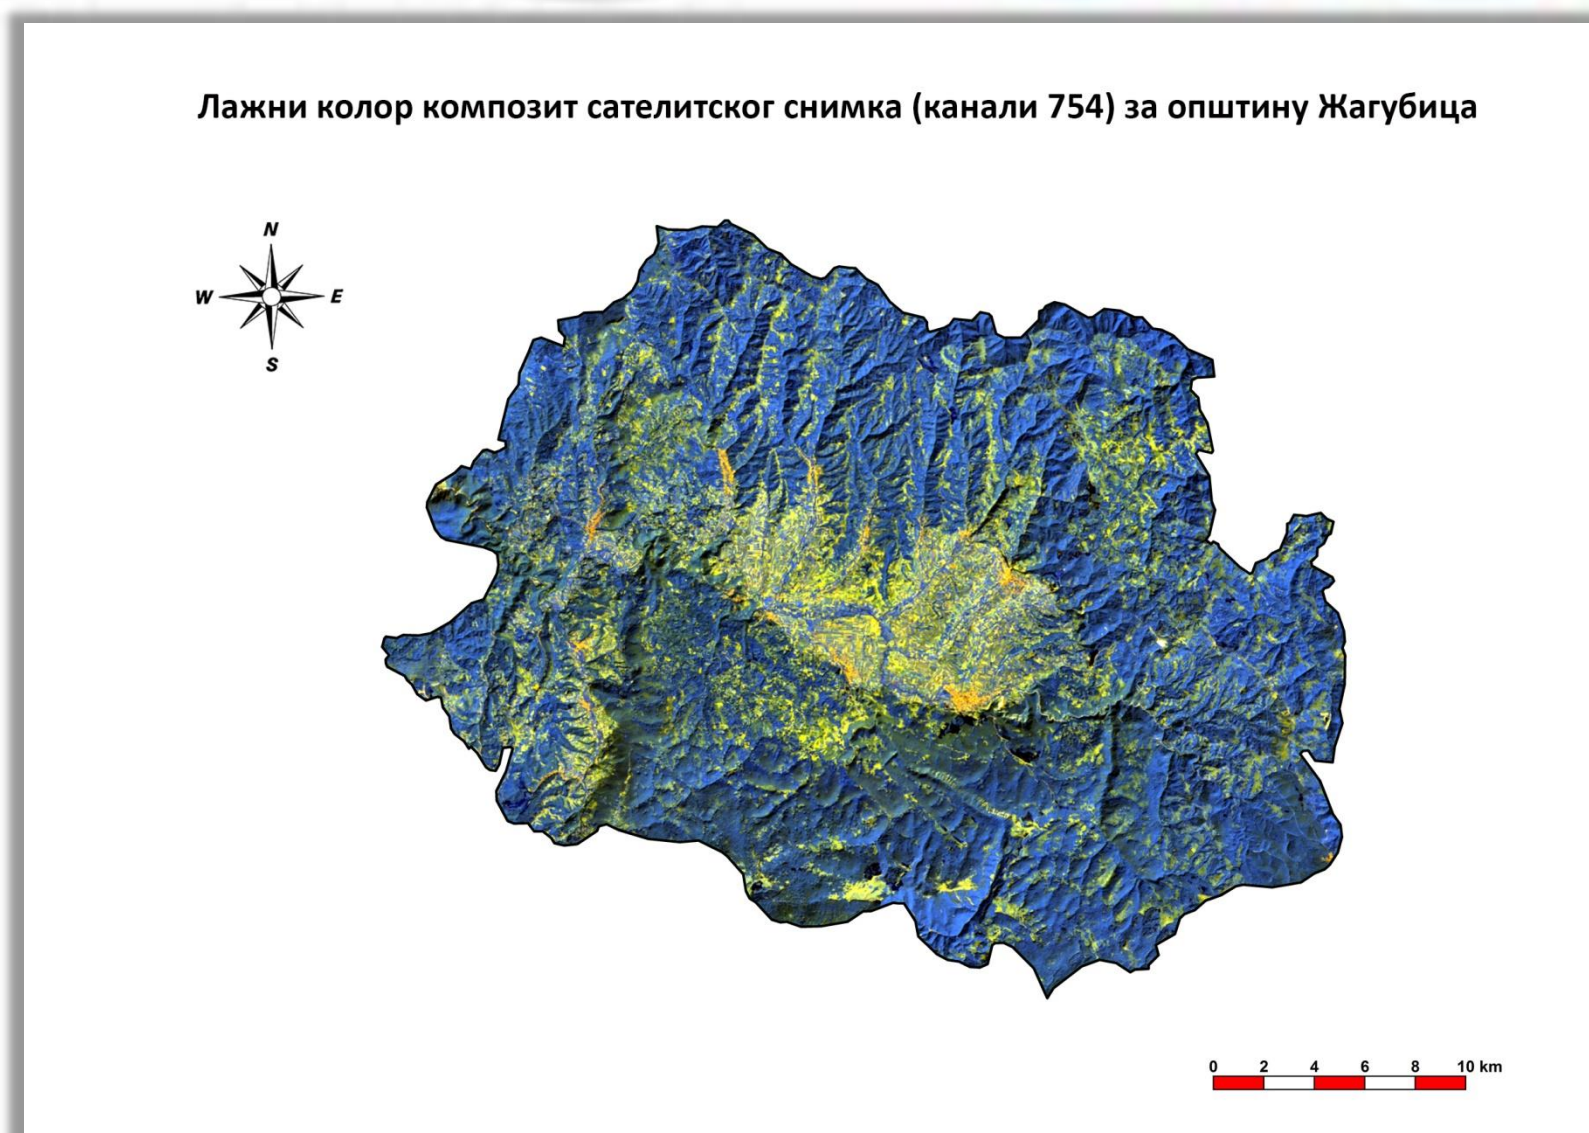 Лажни колор композит сателитског снимка (канали 754) за општину Жагубица
N
W E
S
0 2 4 6 8 10 km